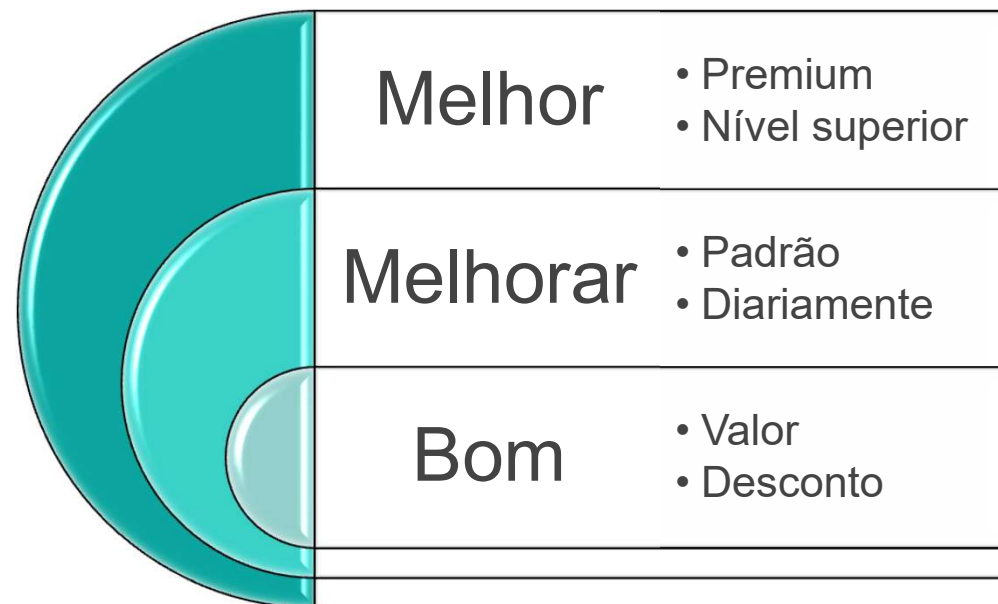 Melhor
• Premium
• Nível superior
Melhorar
• Padrão
• Diariamente
Bom
• Valor
• Desconto